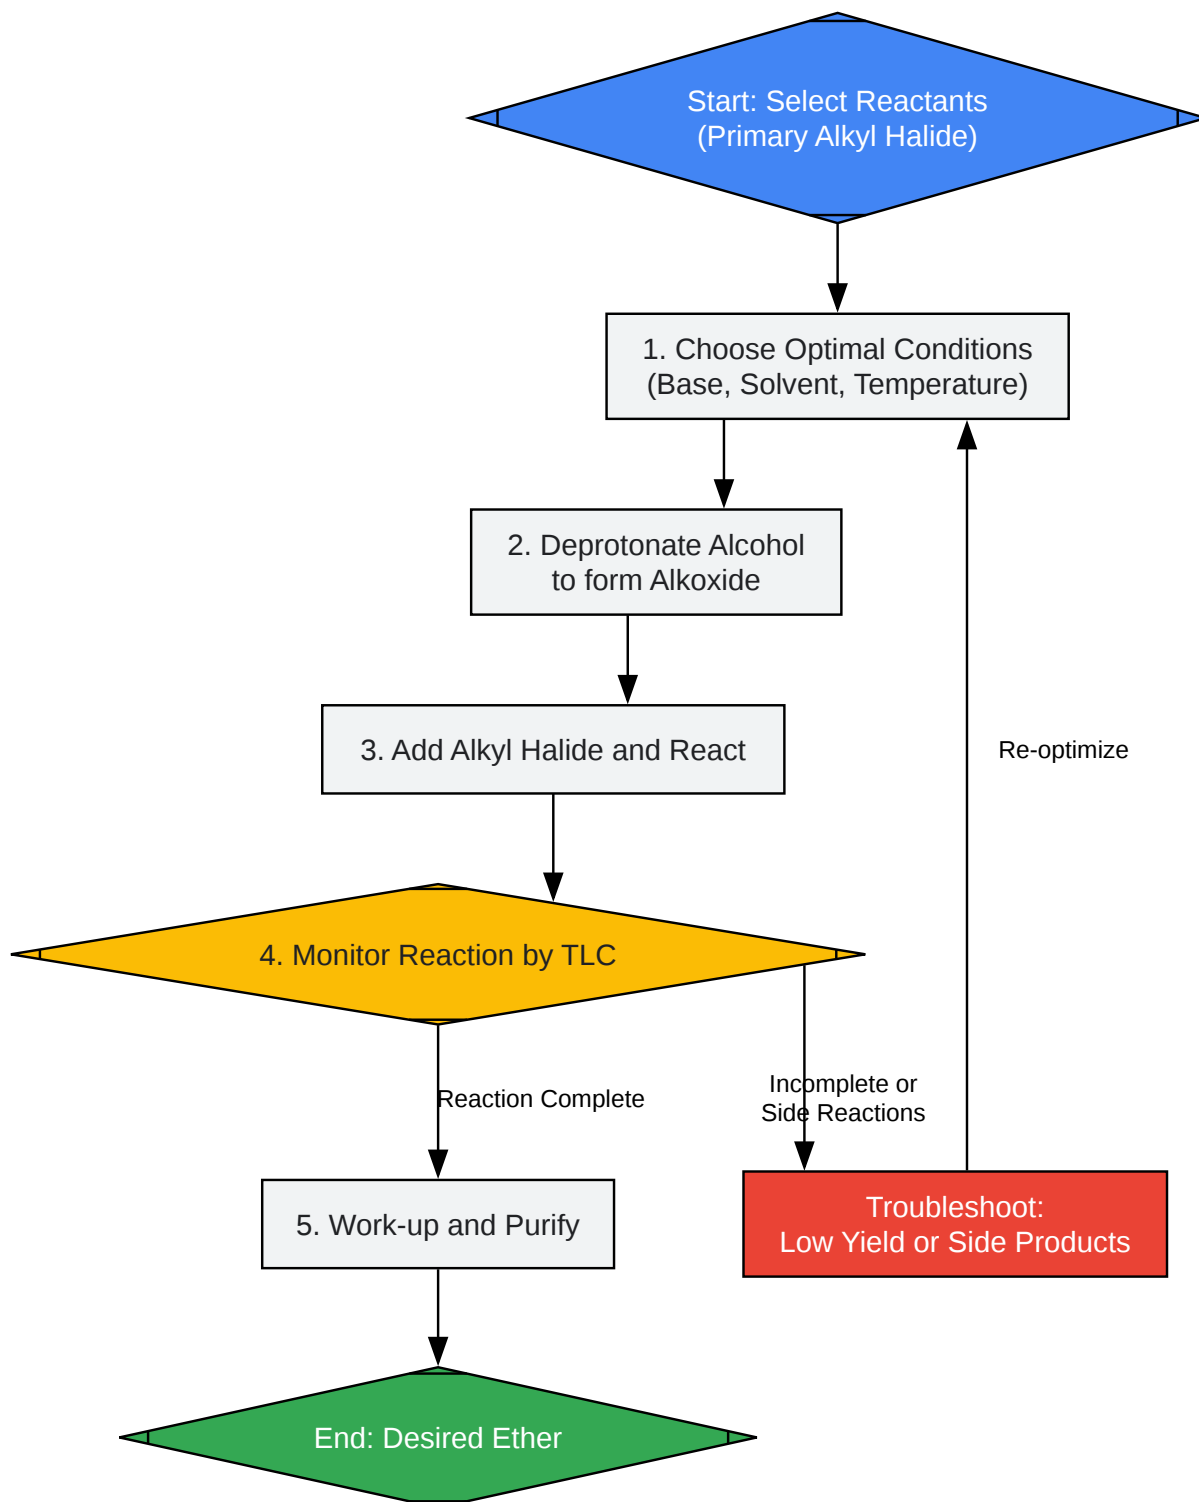 Start: Select Reactants
(Primary Alkyl Halide)
1. Choose Optimal Conditions
(Base, Solvent, Temperature)
2. Deprotonate Alcohol
to form Alkoxide
3. Add Alkyl Halide and React
Re-optimize
4. Monitor Reaction by TLC
Reaction Complete
Incomplete or
Side Reactions
5. Work-up and Purify
Troubleshoot:
Low Yield or Side Products
End: Desired Ether